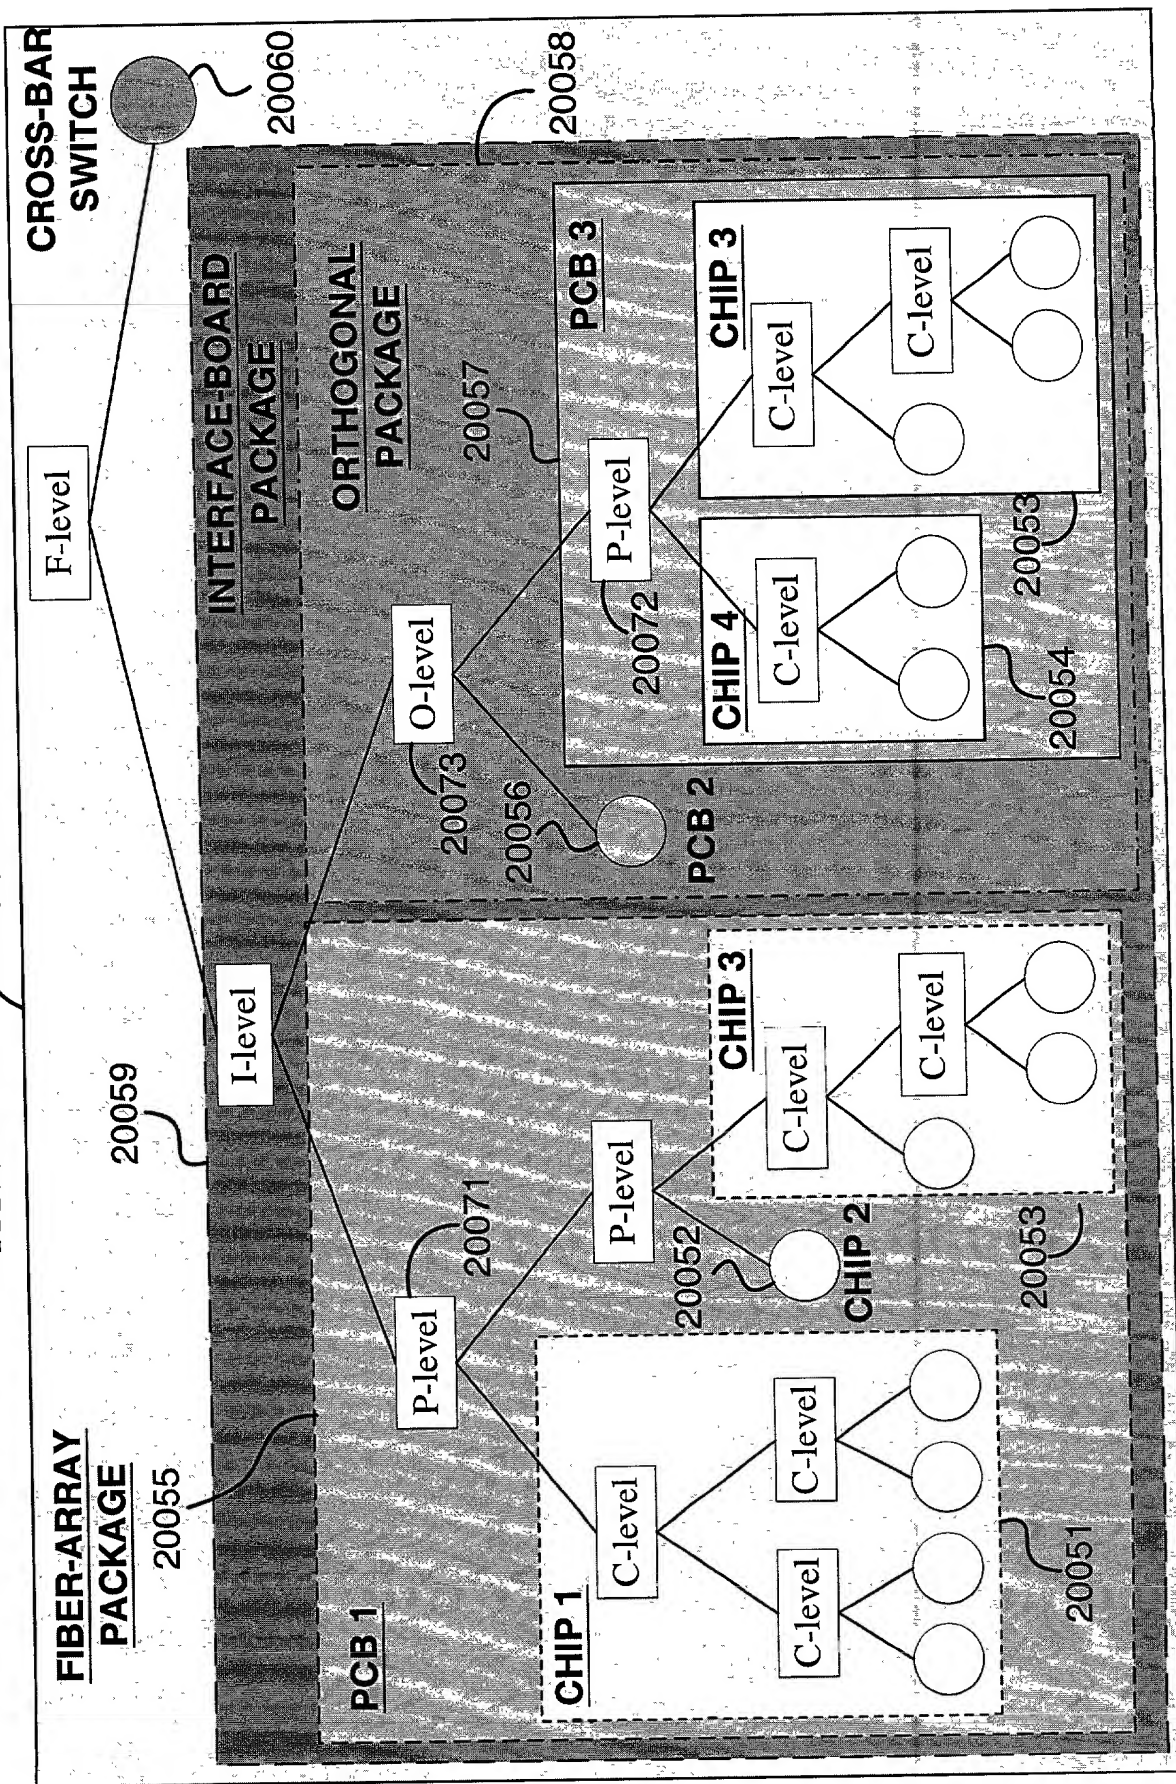 FIBER-ARRAY
PACKAGE
F-level
CROSS-BAR
SWITCH
20060
20059
20055
I-level
INTERFACE-BOARD
PACKAGE
ORTHOGONAL
PACKAGE
20058
PCB 1
P-level
20071
O-level
20073
20056
PCB 2
20057
PCB 3
CHIP 1
C-level
C-level
C-level
20051
P-level
20052
CHIP 2
CHIP 3
C-level
C-level
20053
P-level
20072
CHIP 4
C-level
20054
CHIP 3
C-level
C-level
20053